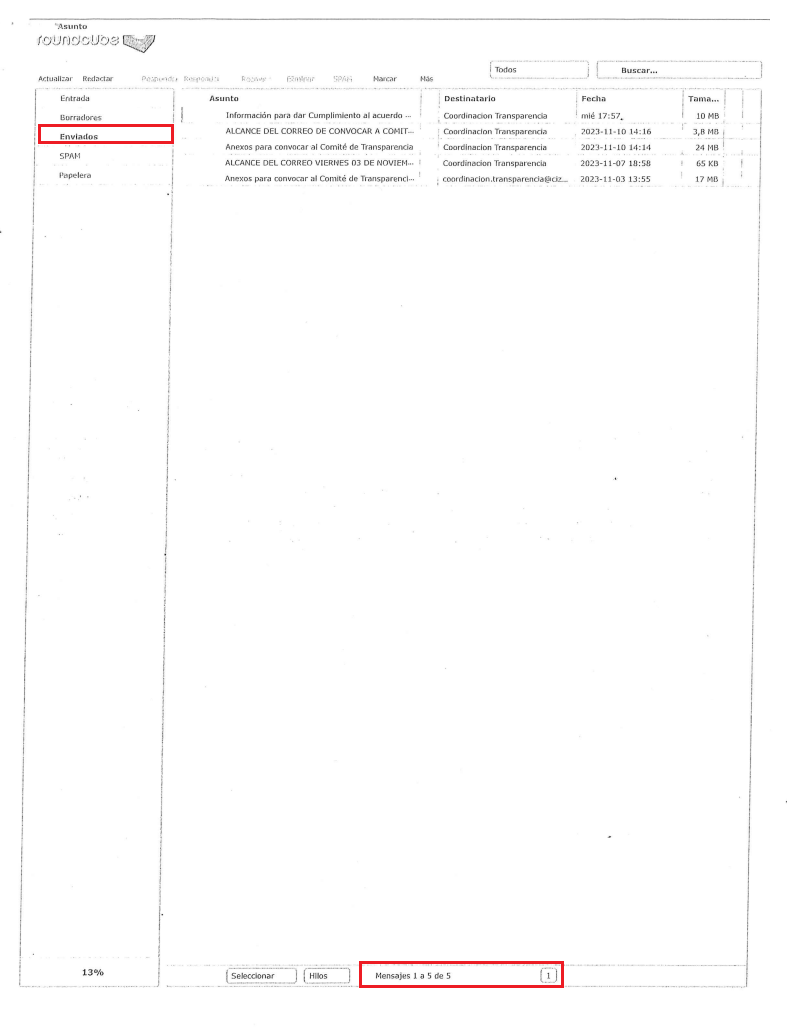 °Asunto
roundcube
Todos
Buscar...
Actualizar Redactar Responder Responder Reenviar Eliminar SPAM Marcar Más
Entrada
Borradores
Enviados
SPAM
Papelera
Asunto Destinatario Fecha Tama...
Información para dar Cumplimiento al acuerdo ... Coordinacion Transparencia mié 17:57 10 MB
ALCANCE DEL CORREO DE CONVOCAR A COMIT... Coordinacion Transparencia 2023-11-10 14:16 3,8 MB
Anexos para convocar al Comité de Transparencia Coordinacion Transparencia 2023-11-10 14:14 24 MB
ALCANCE DEL CORREO VIERNES 03 DE NOVIEM... Coordinacion Transparencia 2023-11-07 18:58 65 KB
Anexos para convocar al Comité de Transparenci... coordinacion.transparencia@ciz... 2023-11-03 13:55 17 MB
13%
Seleccionar Hilos Mensajes 1 a 5 de 5 1